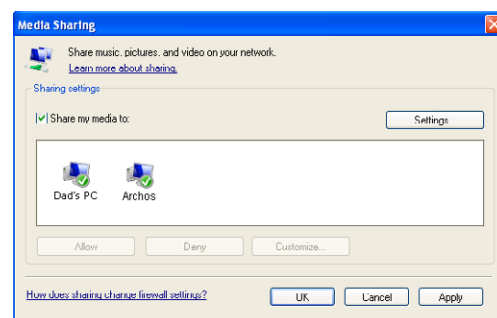 Media Sharing
Share music, pictures, and video on your network.
Learn more about sharing.
Sharing settings
Share my media to:
Settings
Dad's PC
Archos
Allow
Deny
Customize...
How does sharing change firewall settings?
OK
Cancel
Apply